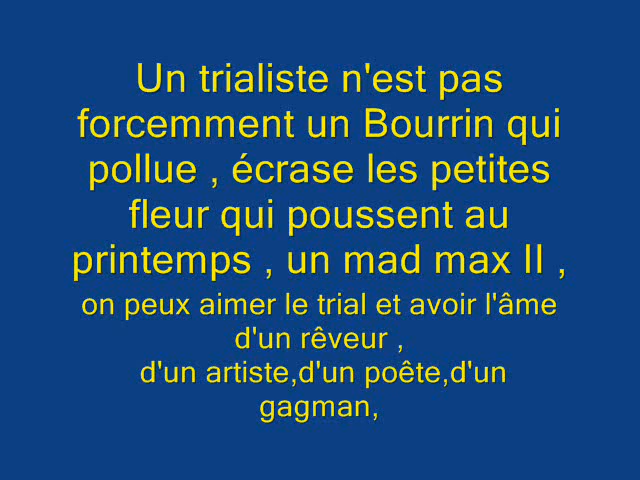 Un trialiste n'est pas
forcemment un Bourrin qui
pollue , écrase les petites
fleur qui poussent au
printemps , un mad max II ,
on peux aimer le trial et avoir l'âme
d'un rêveur ,
d'un artiste,d'un poête,d'un
gagman,